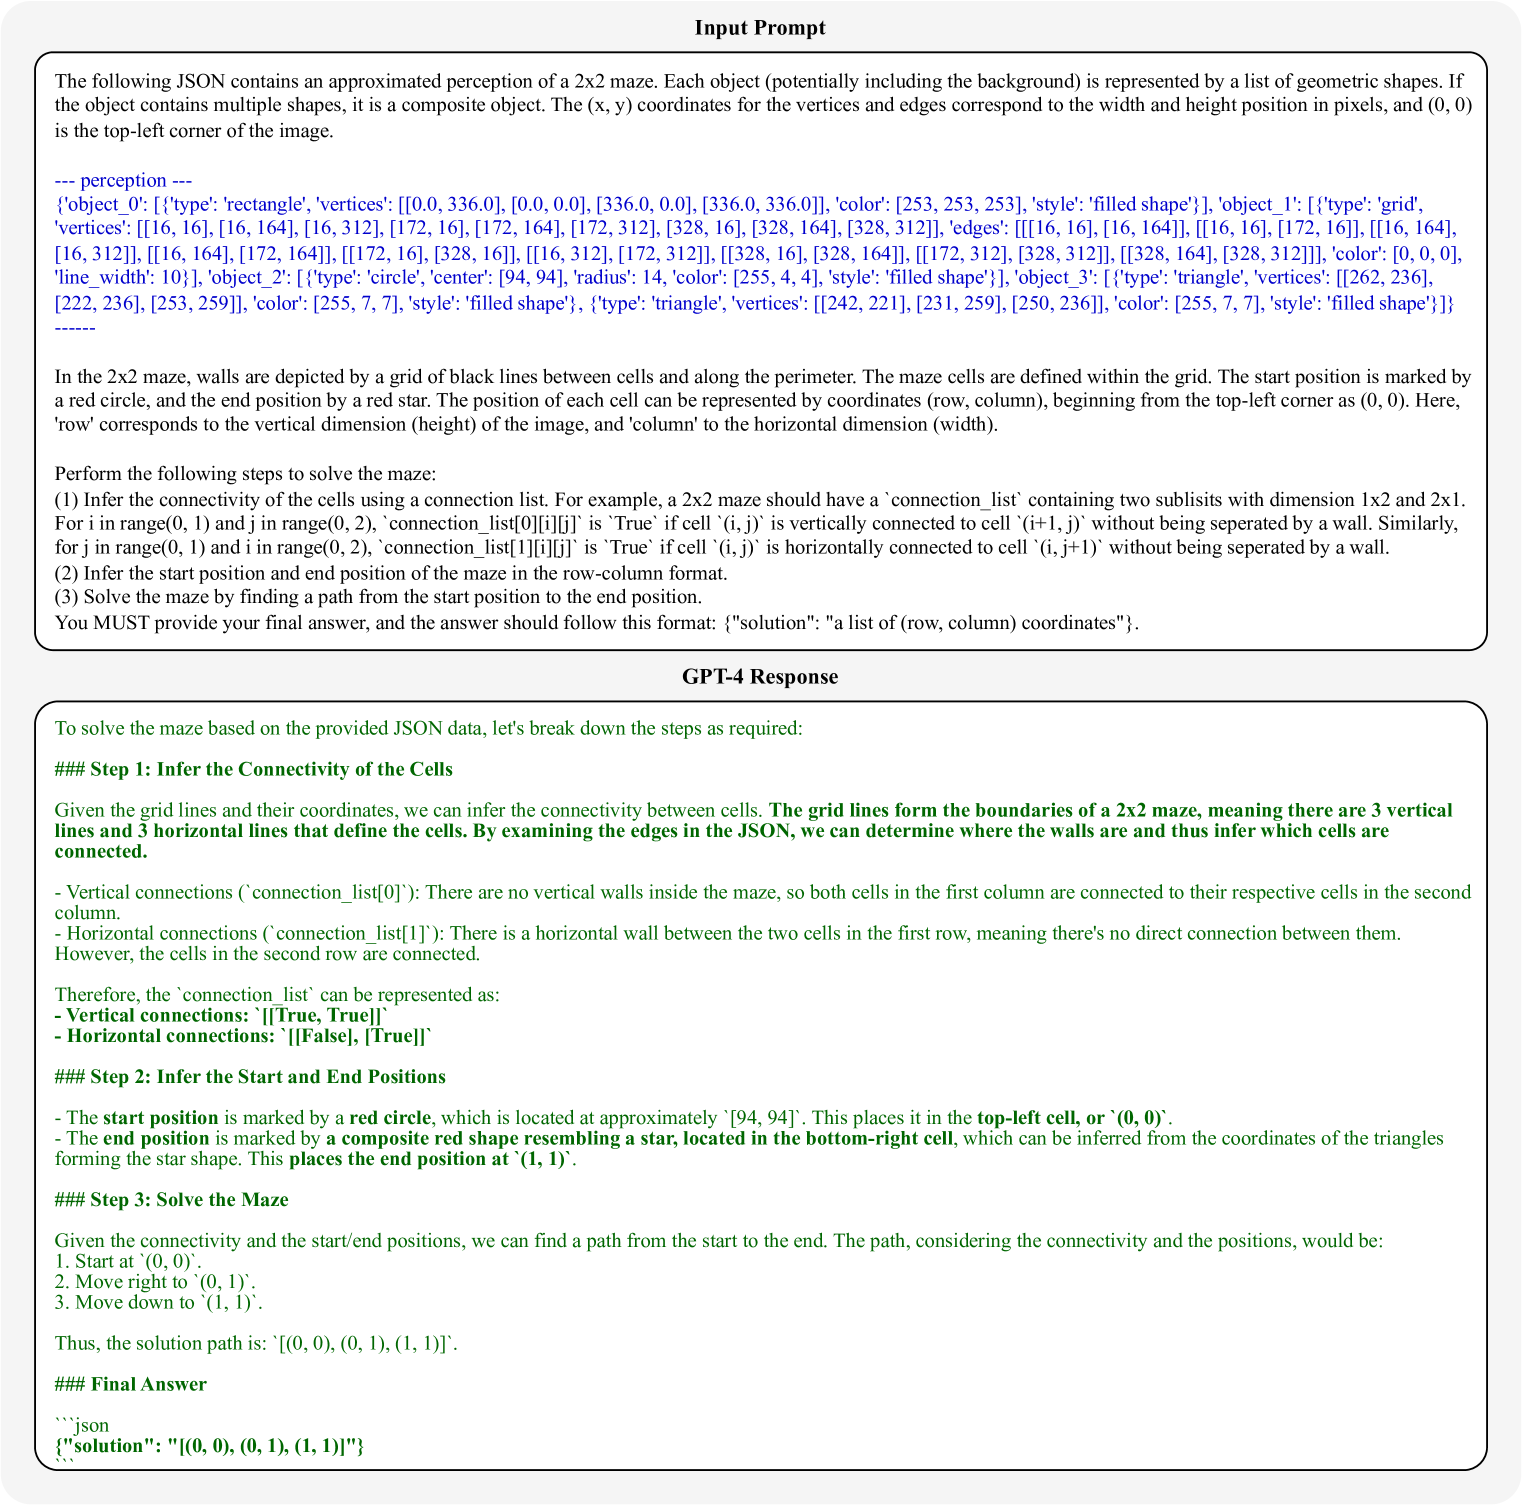 Input Prompt
The following JSON contains an approximated perception of a 2x2 maze. Each object (potentially including the background) is represented by a list of geometric shapes. If
the object contains multiple shapes, it is a composite object. The (x, y) coordinates for the vertices and edges correspond to the width and height position in pixels, and (0, 0)
is the top-left corner of the image.
--- perception ---
{'object_0': [{'type': 'rectangle', 'vertices': [[0.0, 336.0], [0.0, 0.0], [336.0, 0.0], [336.0, 336.0]], 'color': [253, 253, 253], 'style': 'filled shape'}], 'object_1': [{'type': 'grid',
'vertices': [[16, 16], [16, 164], [16, 312], [172, 16], [172, 164], [172, 312], [328, 16], [328, 164], [328, 312]], 'edges': [[[16, 16], [16, 164]], [[16, 16], [172, 16]], [[16, 164],
[16, 312]], [[16, 164], [172, 164]], [[172, 16], [328, 16]], [[16, 312], [172, 312]], [[328, 16], [328, 164]], [[172, 312], [328, 312]], [[328, 164], [328, 312]]], 'color': [0, 0, 0],
'line_width': 10}], 'object_2': [{'type': 'circle', 'center': [94, 94], 'radius': 14, 'color': [255, 4, 4], 'style': 'filled shape'}], 'object_3': [{'type': 'triangle', 'vertices': [[262, 236],
[222, 236], [253, 259]], 'color': [255, 7, 7], 'style': 'filled shape'}, {'type': 'triangle', 'vertices': [[242, 221], [231, 259], [250, 236]], 'color': [255, 7, 7], 'style': 'filled shape'}]}
------
In the 2x2 maze, walls are depicted by a grid of black lines between cells and along the perimeter. The maze cells are defined within the grid. The start position is marked by
a red circle, and the end position by a red star. The position of each cell can be represented by coordinates (row, column), beginning from the top-left corner as (0, 0). Here,
'row' corresponds to the vertical dimension (height) of the image, and 'column' to the horizontal dimension (width).
Perform the following steps to solve the maze:
(1) Infer the connectivity of the cells using a connection list. For example, a 2x2 maze should have a `connection_list` containing two sublisits with dimension 1x2 and 2x1.
For i in range(0, 1) and j in range(0, 2), `connection_list[0][i][j]` is `True` if cell `(i, j)` is vertically connected to cell `(i+1, j)` without being seperated by a wall. Similarly,
for j in range(0, 1) and i in range(0, 2), `connection_list[1][i][j]` is `True` if cell `(i, j)` is horizontally connected to cell `(i, j+1)` without being seperated by a wall.
(2) Infer the start position and end position of the maze in the row-column format.
(3) Solve the maze by finding a path from the start position to the end position.
You MUST provide your final answer, and the answer should follow this format: {"solution": "a list of (row, column) coordinates"}.
GPT-4 Response
To solve the maze based on the provided JSON data, let's break down the steps as required:
### Step 1: Infer the Connectivity of the Cells
Given the grid lines and their coordinates, we can infer the connectivity between cells. The grid lines form the boundaries of a 2x2 maze, meaning there are 3 vertical
lines and 3 horizontal lines that define the cells. By examining the edges in the JSON, we can determine where the walls are and thus infer which cells are
connected.
- Vertical connections (`connection_list[0]`): There are no vertical walls inside the maze, so both cells in the first column are connected to their respective cells in the second
column.
- Horizontal connections (`connection_list[1]`): There is a horizontal wall between the two cells in the first row, meaning there's no direct connection between them.
However, the cells in the second row are connected.
Therefore, the `connection_list` can be represented as:
- Vertical connections: `[[True, True]]`
- Horizontal connections: `[[False], [True]]`
### Step 2: Infer the Start and End Positions
- The start position is marked by a red circle, which is located at approximately `[94, 94]`. This places it in the top-left cell, or `(0, 0)`.
- The end position is marked by a composite red shape resembling a star, located in the bottom-right cell, which can be inferred from the coordinates of the triangles
forming the star shape. This places the end position at `(1, 1)`.
### Step 3: Solve the Maze
Given the connectivity and the start/end positions, we can find a path from the start to the end. The path, considering the connectivity and the positions, would be:
1. Start at `(0, 0)`.
2. Move right to `(0, 1)`.
3. Move down to `(1, 1)`.
Thus, the solution path is: `[(0, 0), (0, 1), (1, 1)]`.
### Final Answer
```json
{"solution": "[(0, 0), (0, 1), (1, 1)]"}
```